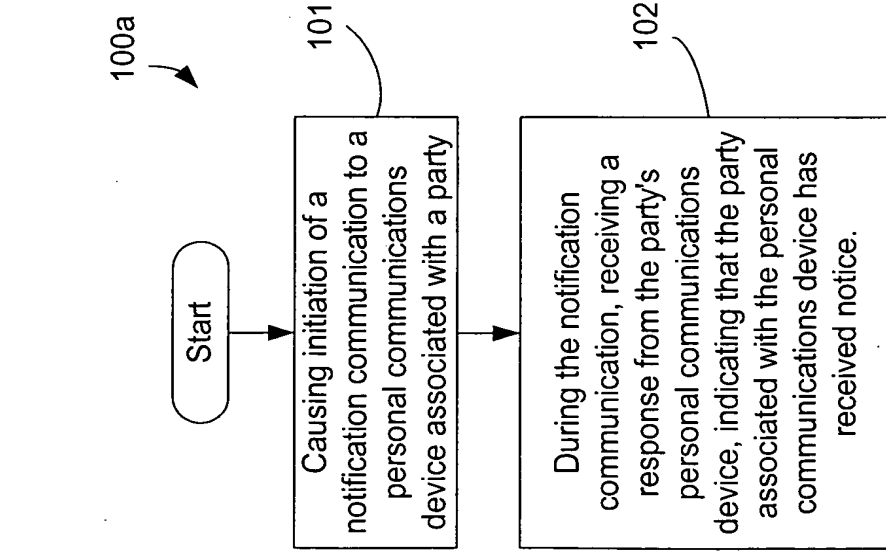 100a
Start
101
Causing initiation of a
notification communication to a
personal communications
device associated with a party
102
During the notification
communication, receiving a
response from the party's
personal communications
device, indicating that the party
associated with the personal
communications device has
received notice.